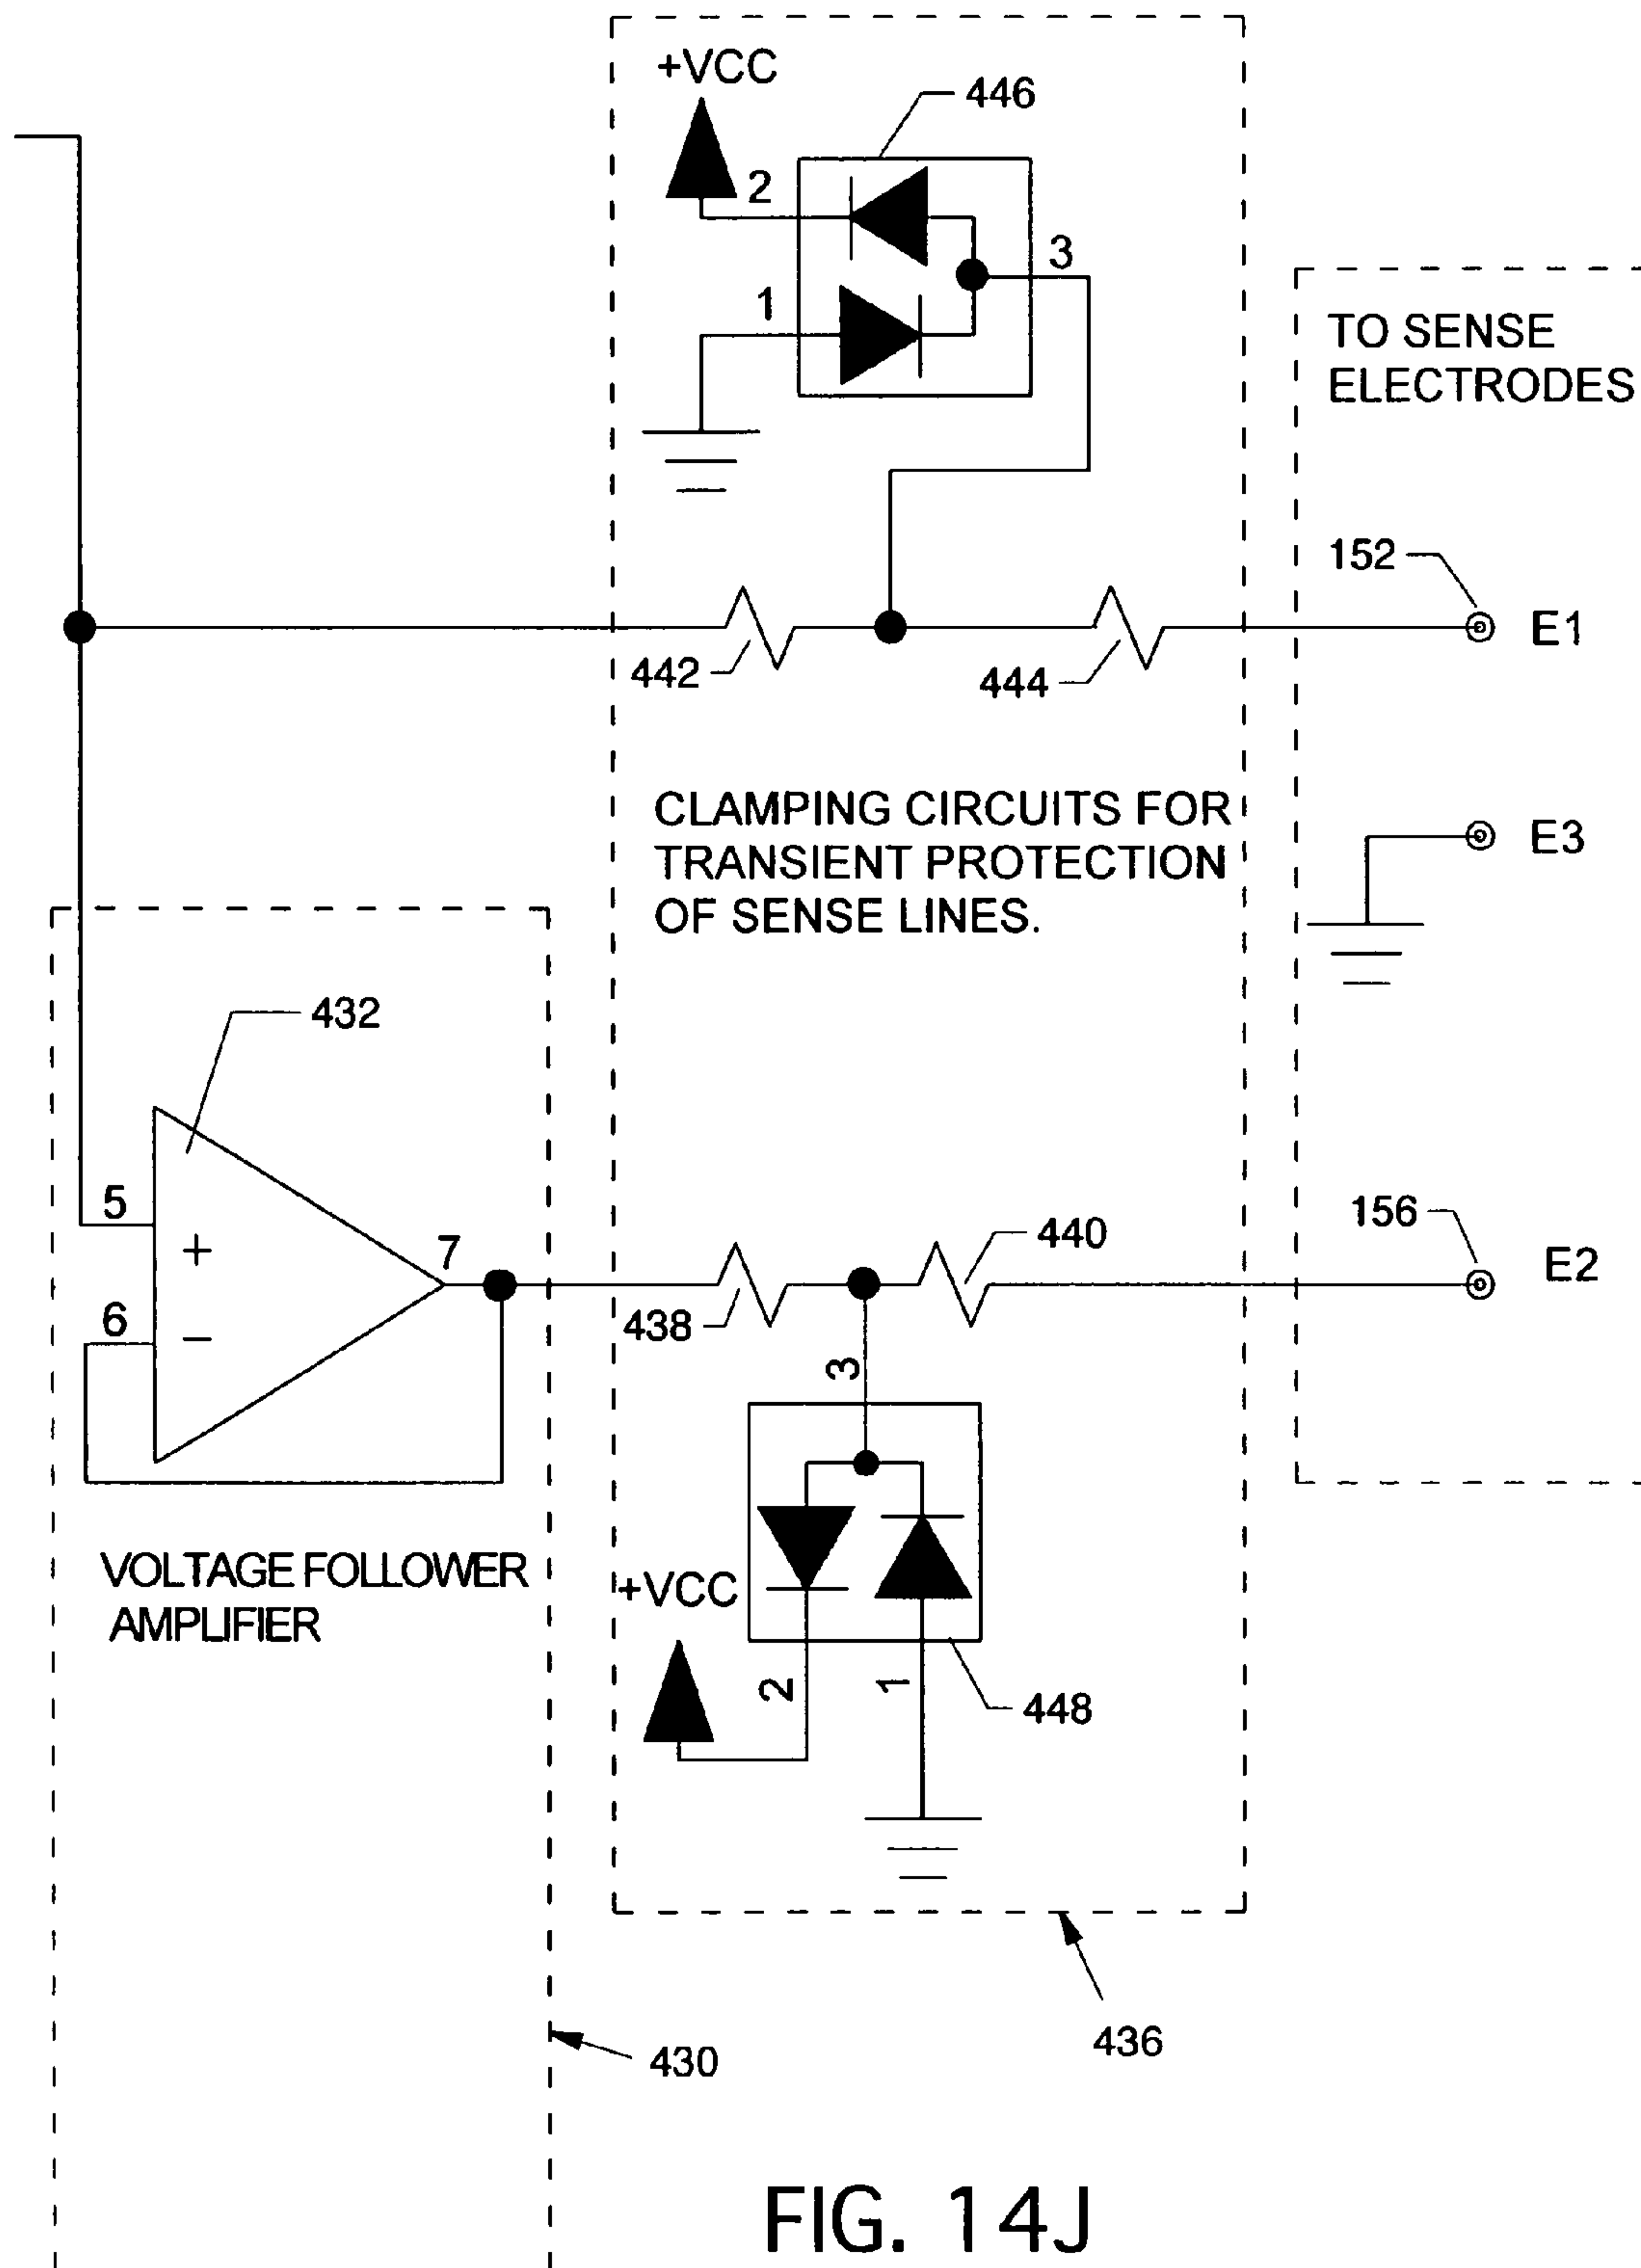 +VCC
446
2
3
1
TO SENSE
ELECTRODES
152
E1
442
444
CLAMPING CIRCUITS FOR
TRANSIENT PROTECTION
OF SENSE LINES.
E3
432
5
+
7
6
−
438
440
156
E2
3
VOLTAGE FOLLOWER
AMPLIFIER
+VCC
2
1
448
436
430
FIG. 14J